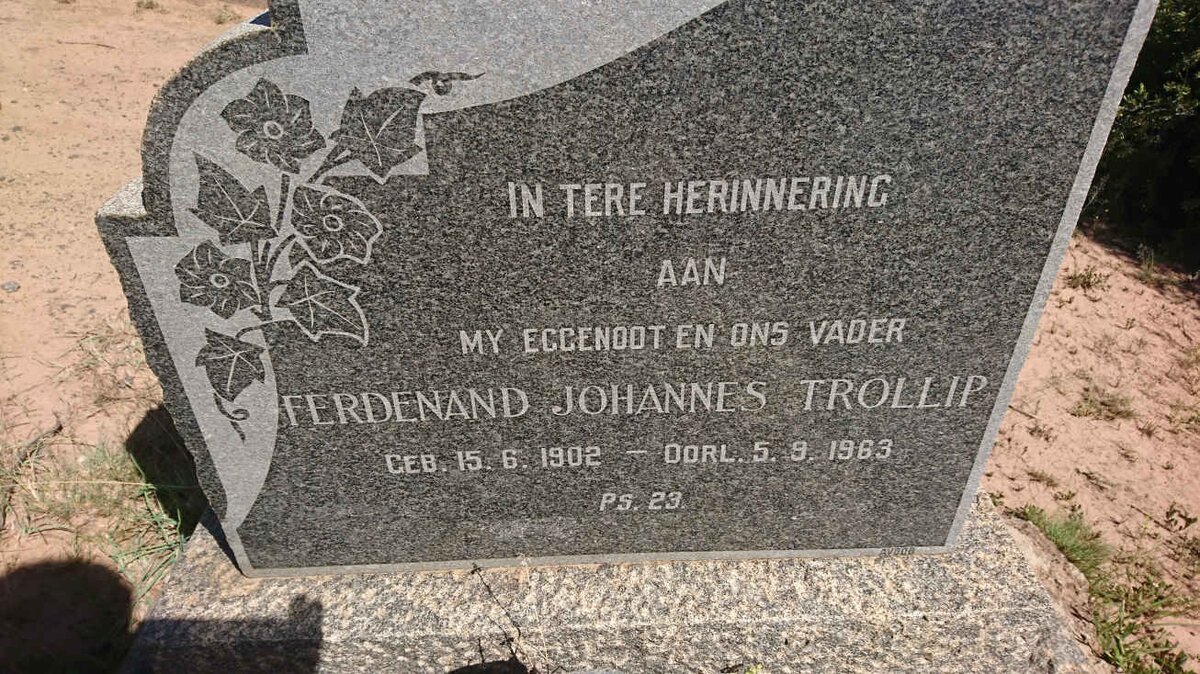 IN TERE HERINNERING
AAN
MY EGGENOOT EN ONS VADER
FERDENAND JOHANNES TROLLIP
GEB. 15. 6. 1902 – OORL. 5. 9. 1963
PS. 23